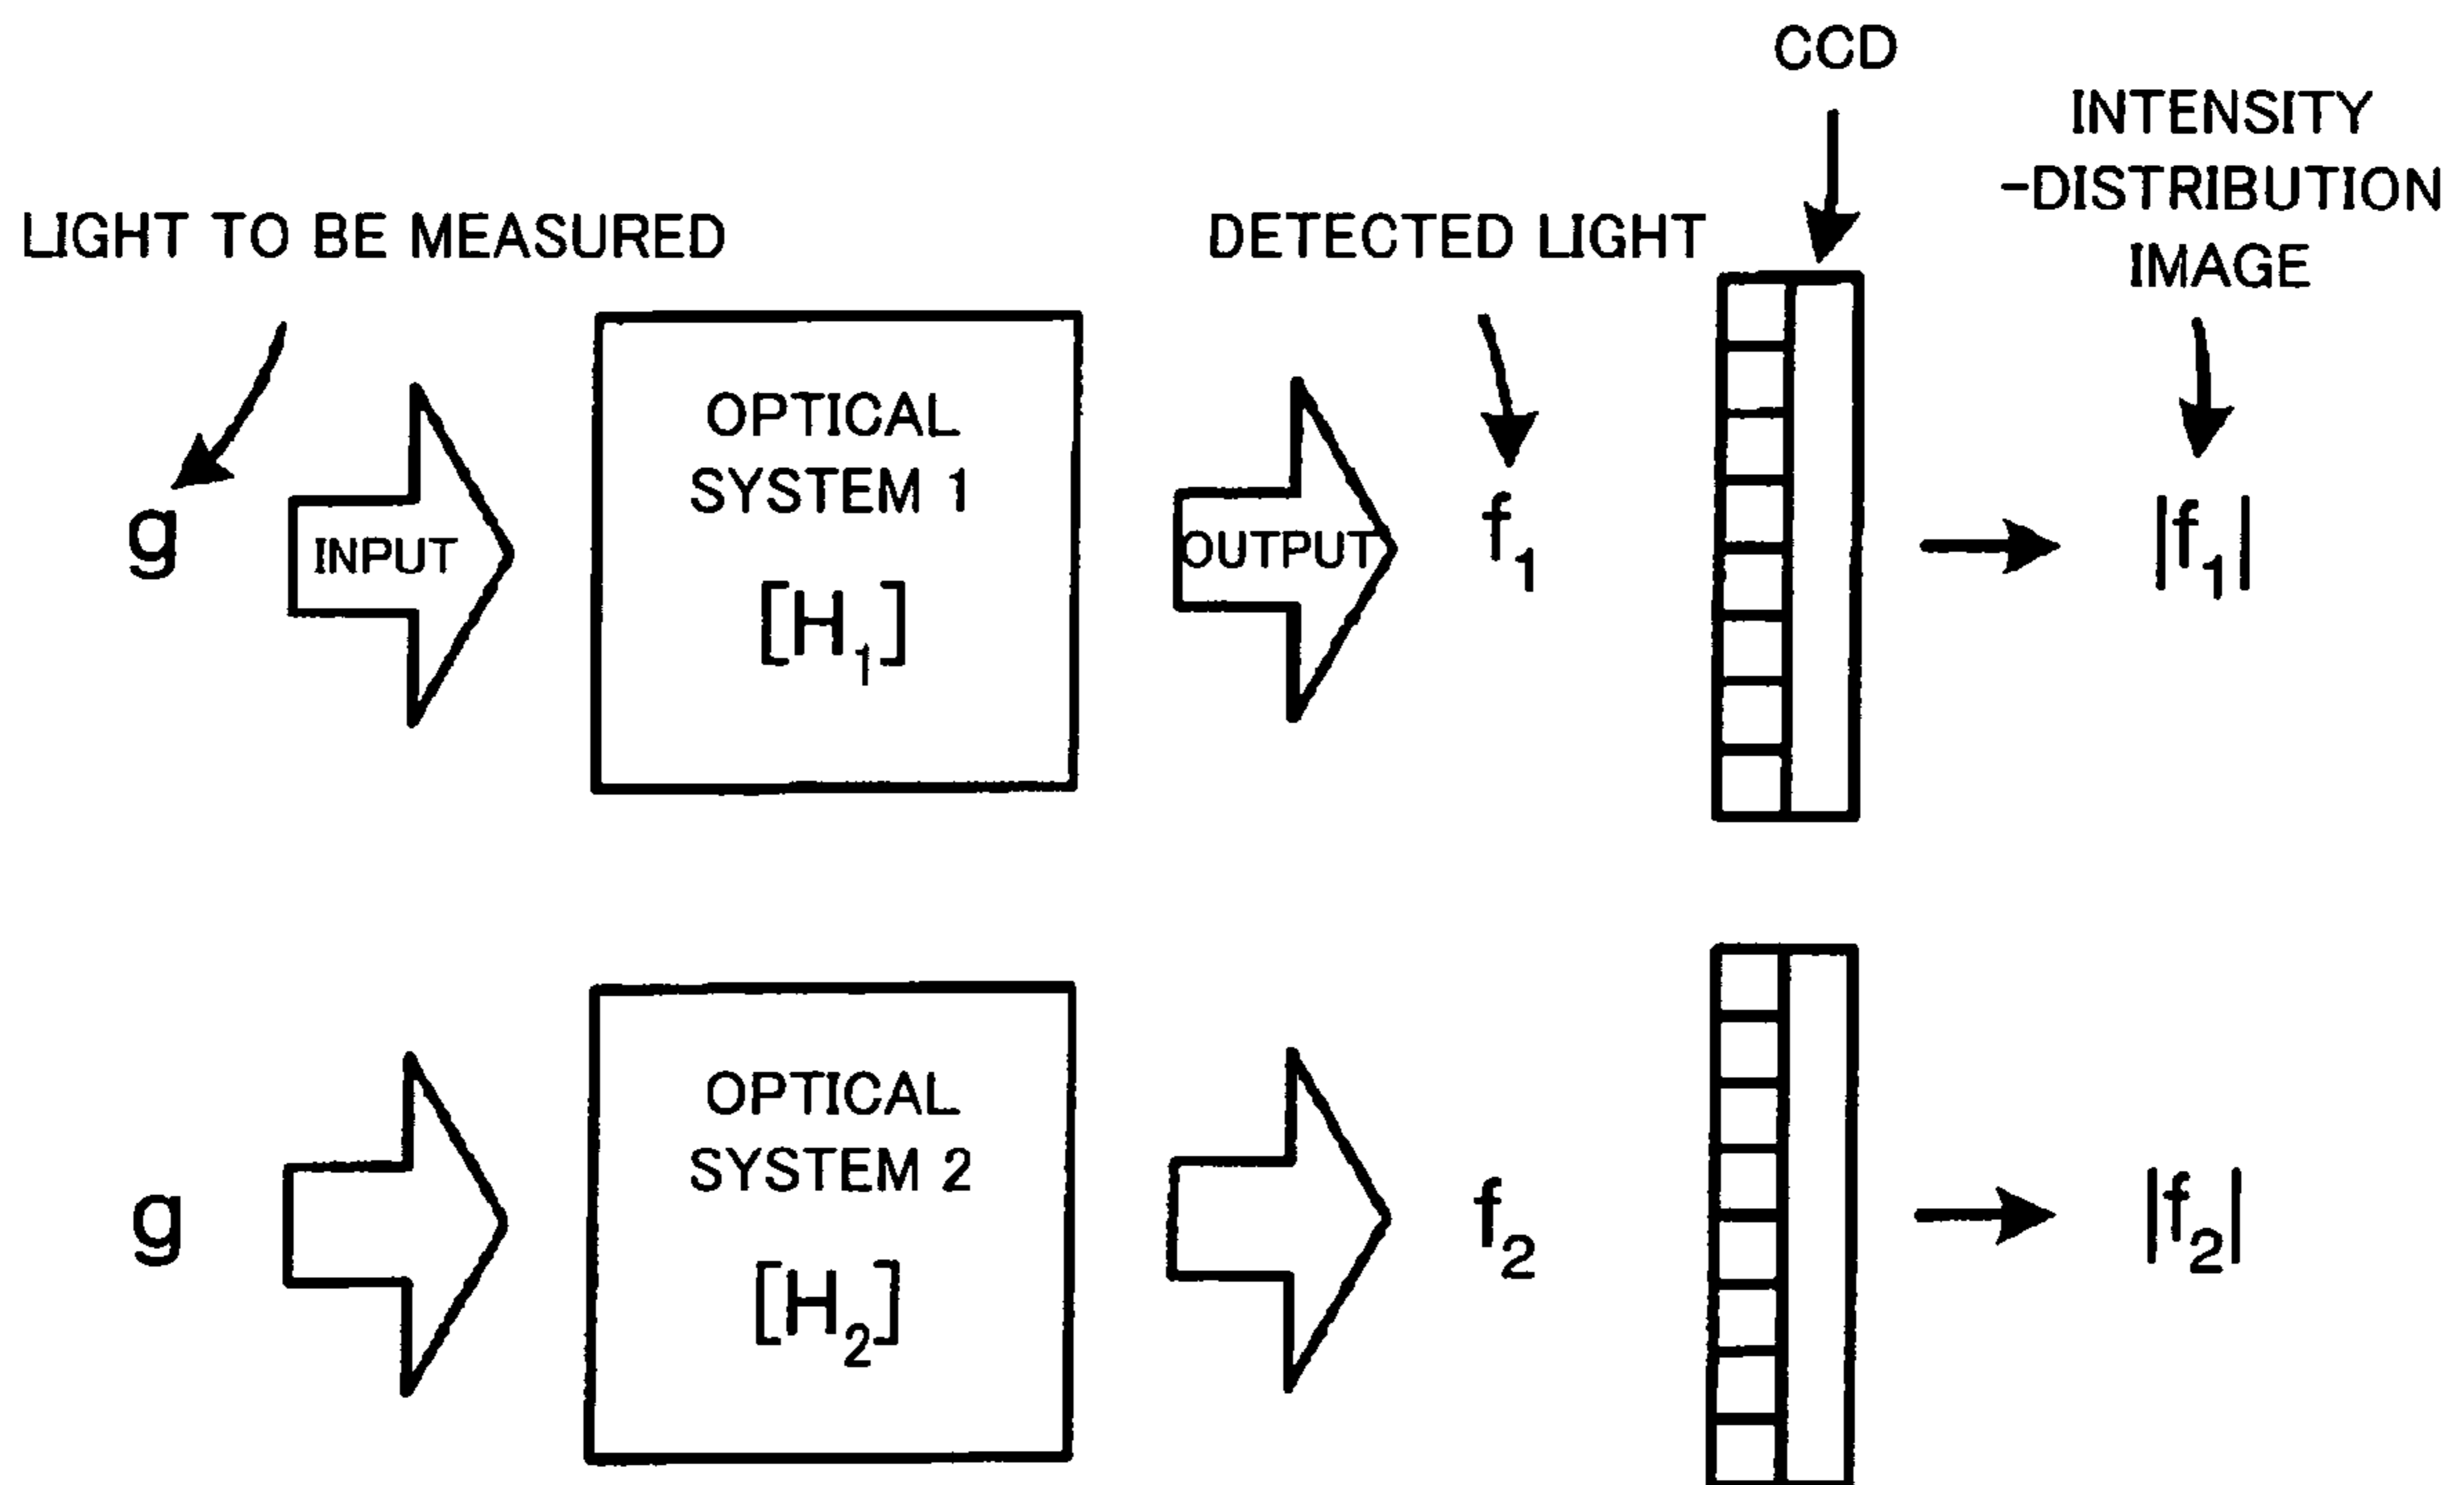 CCD
INTENSITY
-DISTRIBUTION
IMAGE
LIGHT TO BE MEASURED
DETECTED LIGHT
g
INPUT
OPTICAL
SYSTEM 1
[H₁]
OUTPUT
f₁
|f₁|
g
OPTICAL
SYSTEM 2
[H₂]
f₂
|f₂|